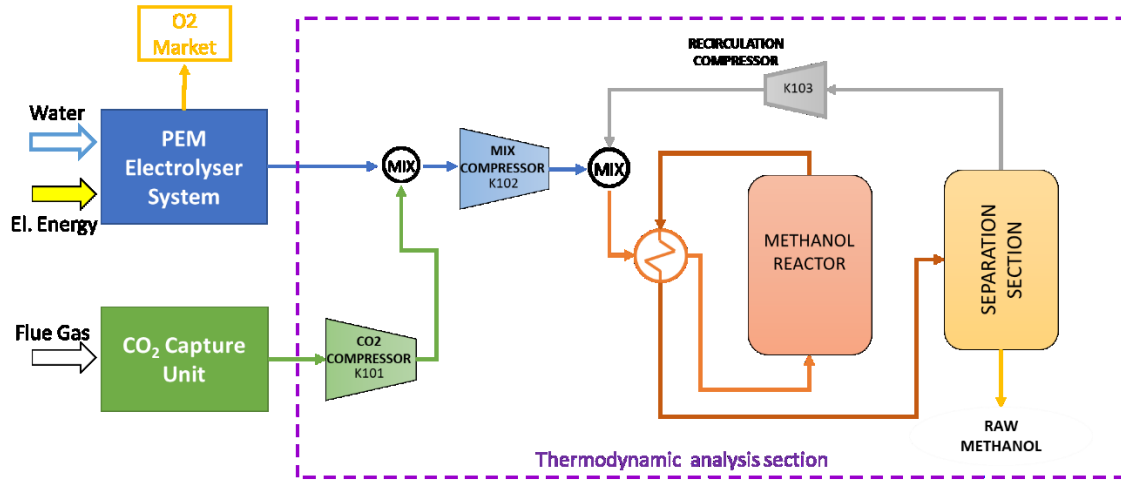 O2
Market
Water
El. Energy
PEM
Electrolyser
System
Flue Gas
CO₂ Capture
Unit
CO2
COMPRESSOR
K101
MIX
MIX
COMPRESSOR
K102
MIX
RECIRCULATION
COMPRESSOR
K103
METHANOL
REACTOR
SEPARATION
SECTION
RAW
METHANOL
Thermodynamic analysis section